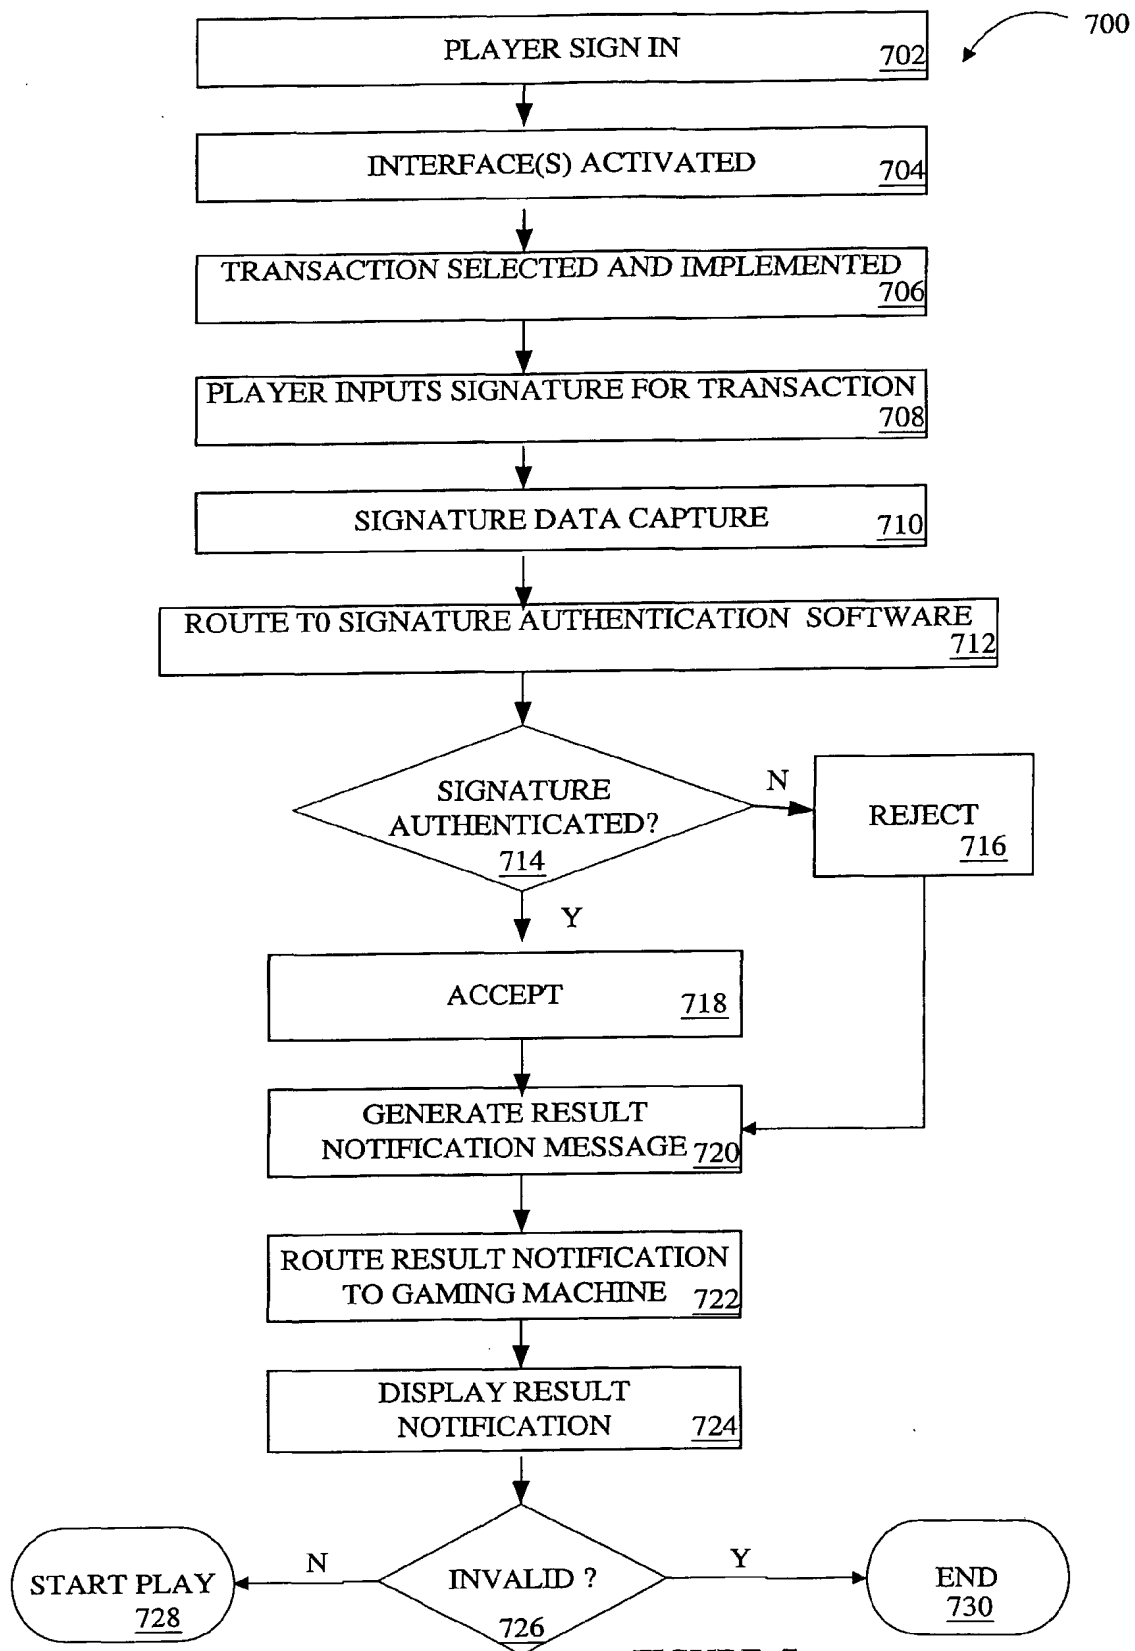 700
PLAYER SIGN IN
702
INTERFACE(S) ACTIVATED
704
TRANSACTION SELECTED AND IMPLEMENTED
706
PLAYER INPUTS SIGNATURE FOR TRANSACTION
708
SIGNATURE DATA CAPTURE
710
ROUTE T0 SIGNATURE AUTHENTICATION SOFTWARE
712
SIGNATURE
AUTHENTICATED?
714
N
REJECT
716
Y
ACCEPT
718
GENERATE RESULT
NOTIFICATION MESSAGE
720
ROUTE RESULT NOTIFICATION
TO GAMING MACHINE
722
DISPLAY RESULT
NOTIFICATION
724
START PLAY
728
N
INVALID ?
726
Y
END
730